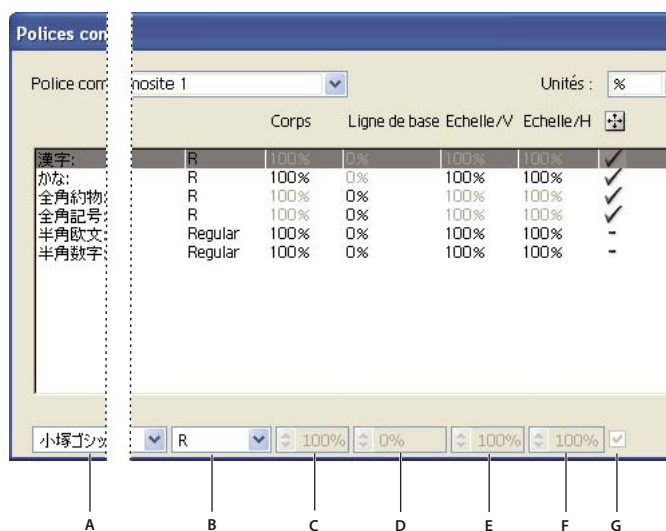 Polices con
Police con nosite 1 Unités : %
Corps Ligne de base Echelle/V Echelle/H
漢字: R 100% 0% 100% 100%
かな: R 100% 0% 100% 100%
全角約物: R 100% 0% 100% 100%
全角記号: R 100% 0% 100% 100%
半角欧文: Regular 100% 0% 100% 100% -
半角数字: Regular 100% 0% 100% 100% -
小塚ゴシッ R 100% 0% 100% 100%
A B C D E F G